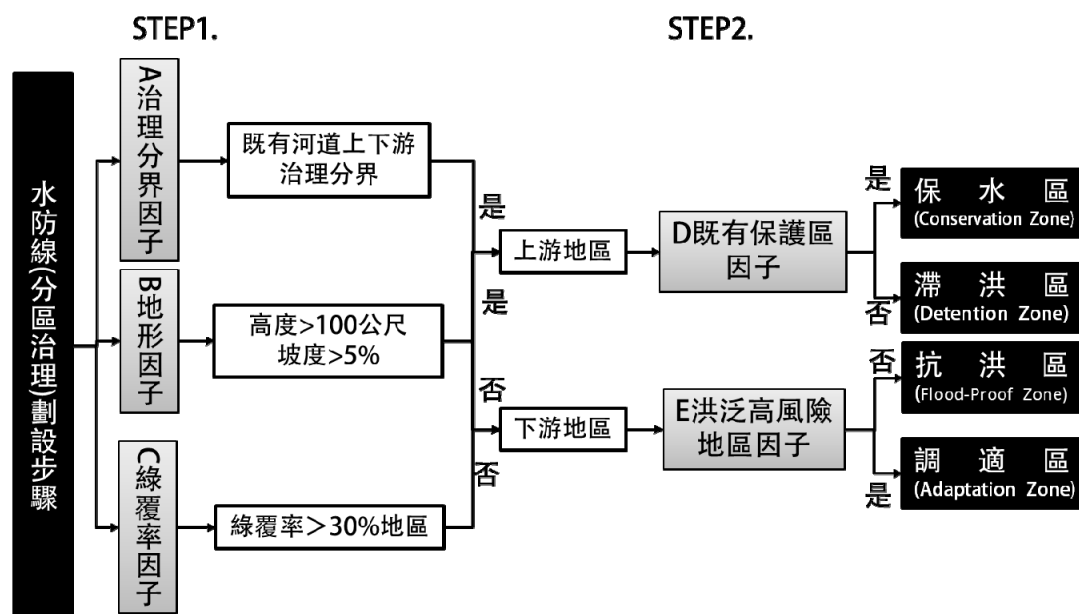 STEP1.
STEP2.
水防線(分區治理)劃設步驟
A治理分界因子
既有河道上下游
治理分界
B地形因子
高度>100公尺
坡度>5%
C綠覆率因子
綠覆率＞30%地區
是
是
否
否
上游地區
下游地區
D既有保護區
因子
E洪泛高風險
地區因子
是
否
否
是
保水區
(Conservation Zone)
滯洪區
(Detention Zone)
抗洪區
(Flood-Proof Zone)
調適區
(Adaptation Zone)